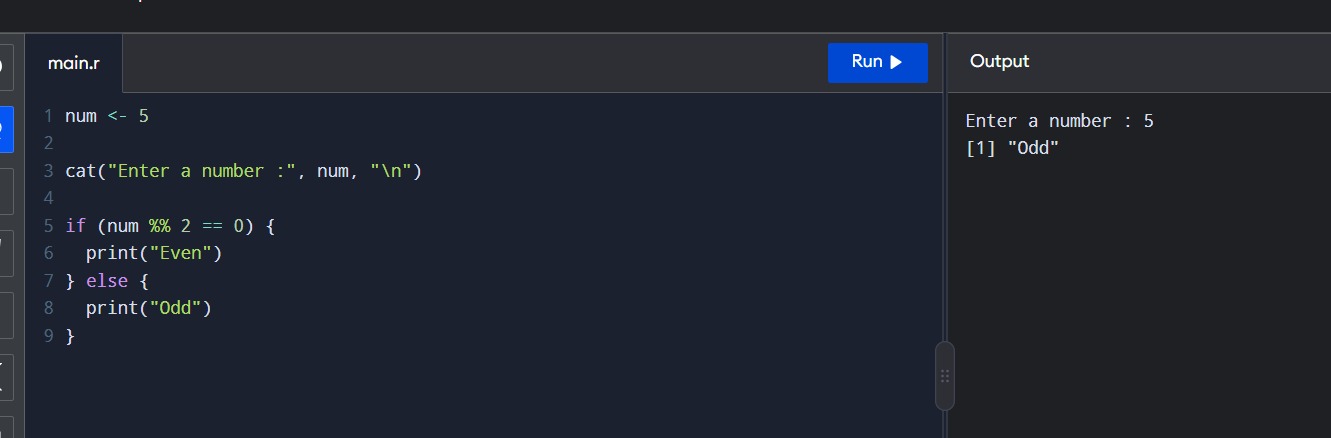 main.r
Run
Output
1 num <- 5
2
3 cat("Enter a number :", num, "\n")
4
5 if (num %% 2 == 0) {
6   print("Even")
7 } else {
8   print("Odd")
9 }
Enter a number : 5
[1] "Odd"